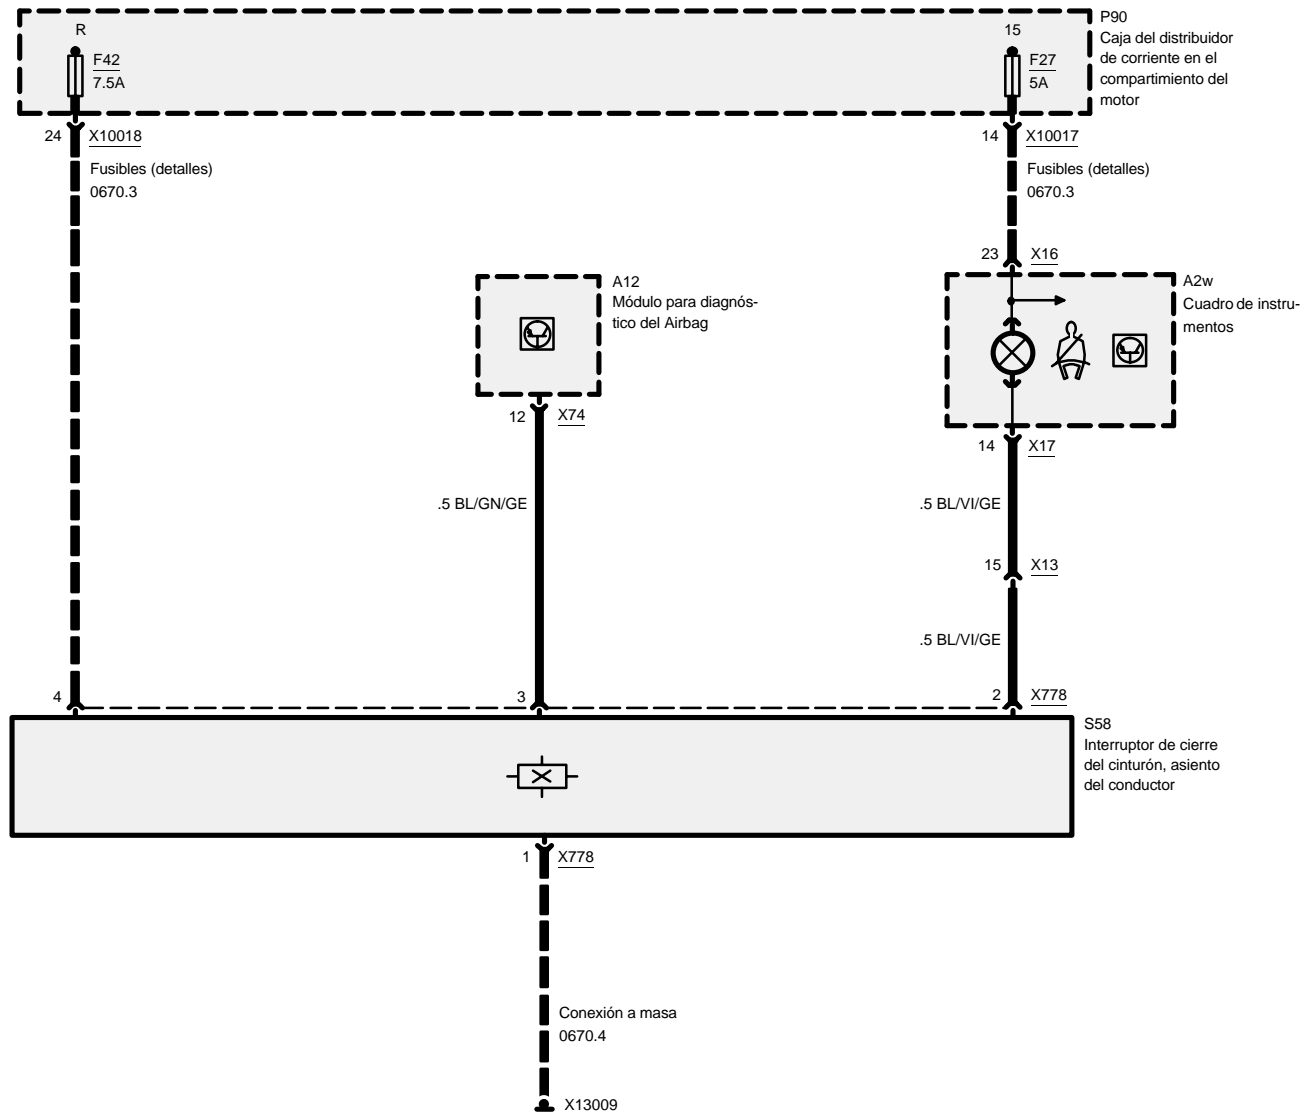 R
F42
7.5A
15
F27
5A
P90
Caja del distribuidor
de corriente en el
compartimiento del
motor
24 X10018
Fusibles (detalles)
0670.3
14 X10017
Fusibles (detalles)
0670.3
23 X16
A12
Módulo para diagnós-
tico del Airbag
A2w
Cuadro de instru-
mentos
12 X74
14 X17
.5 BL/GN/GE
.5 BL/VI/GE
15 X13
.5 BL/VI/GE
4
3
2 X778
S58
Interruptor de cierre
del cinturón, asiento
del conductor
1 X778
Conexión a masa
0670.4
X13009